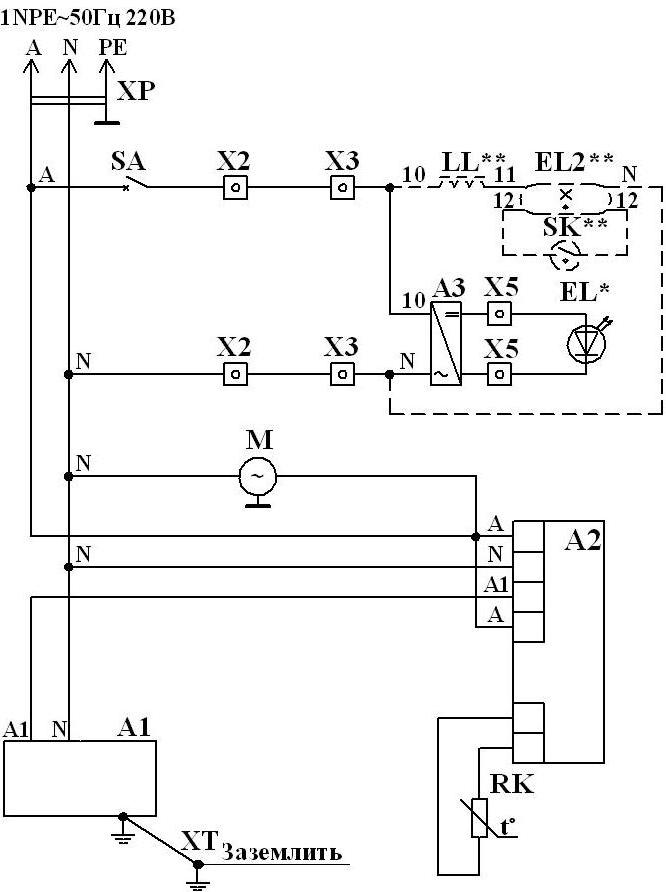 1NPE~50Гц 220В
A N PE
XP
A SA X2 X3 10 LL** 11 EL2** N
12 12
SK**
EL*
10 A3 X5
=
N X2 X3 N ~ X5
M
N ~
A
N A2
N
A1
A
A1 N A1
RK
t°
XT Заземлить